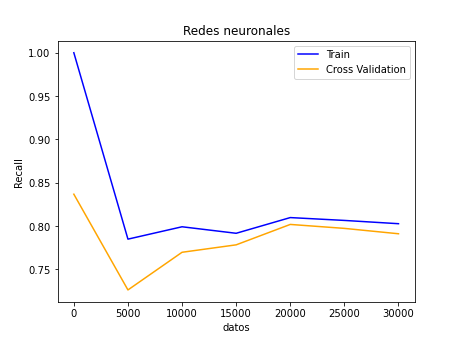 Redes neuronales
Train
Cross Validation
1.00
0.95
0.90
0.85
0.80
0.75
Recall
0 5000 10000 15000 20000 25000 30000
datos